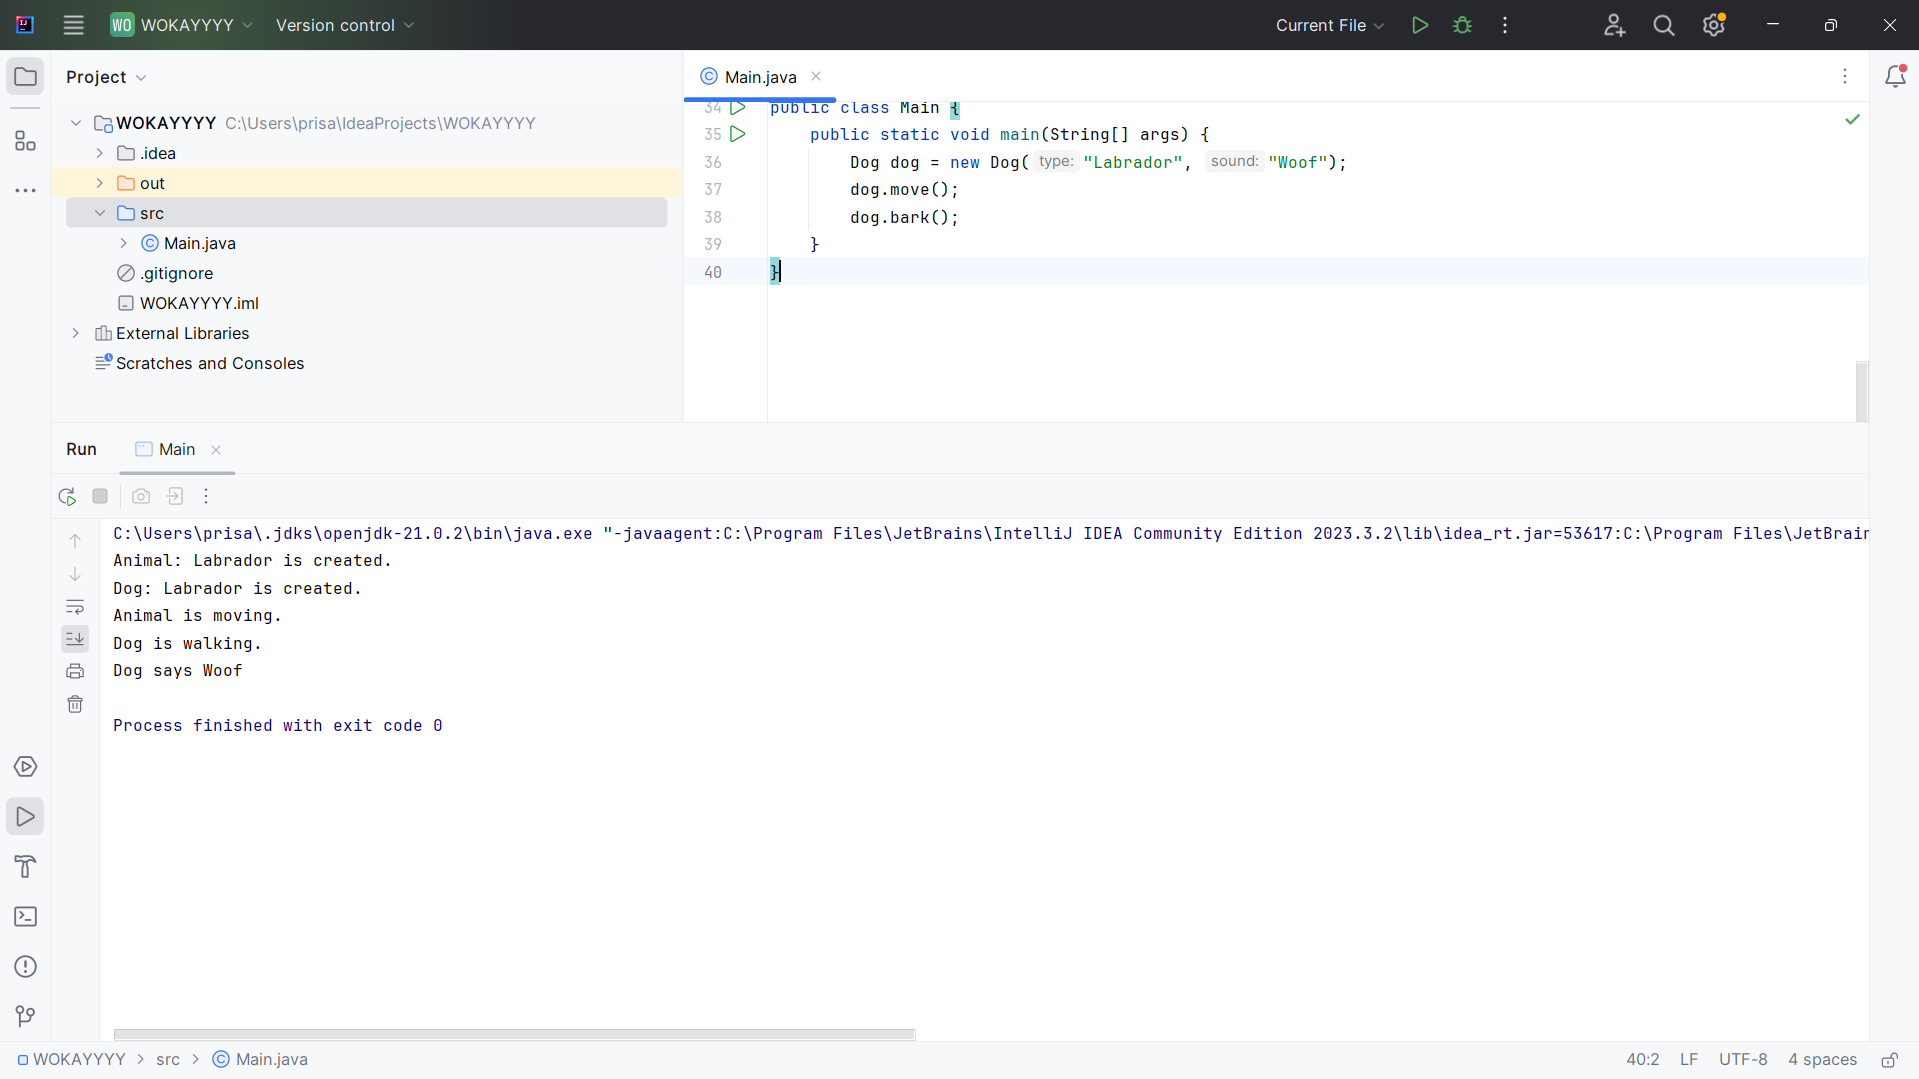 WO WOKAYYYY Version control Current File
Project
Main.java
WOKAYYYY C:\Users\prisa\IdeaProjects\WOKAYYYY
.idea
out
src
Main.java
.gitignore
WOKAYYYY.iml
External Libraries
Scratches and Consoles
34 public class Main {
35 public static void main(String[] args) {
36 Dog dog = new Dog( type: "Labrador", sound: "Woof");
37 dog.move();
38 dog.bark();
39 }
40 }
Run Main
C:\Users\prisa\.jdks\openjdk-21.0.2\bin\java.exe "-javaagent:C:\Program Files\JetBrains\IntelliJ IDEA Community Edition 2023.3.2\lib\idea_rt.jar=53617:C:\Program Files\JetBrain
Animal: Labrador is created.
Dog: Labrador is created.
Animal is moving.
Dog is walking.
Dog says Woof
Process finished with exit code 0
WOKAYYYY > src > Main.java 40:2 LF UTF-8 4 spaces